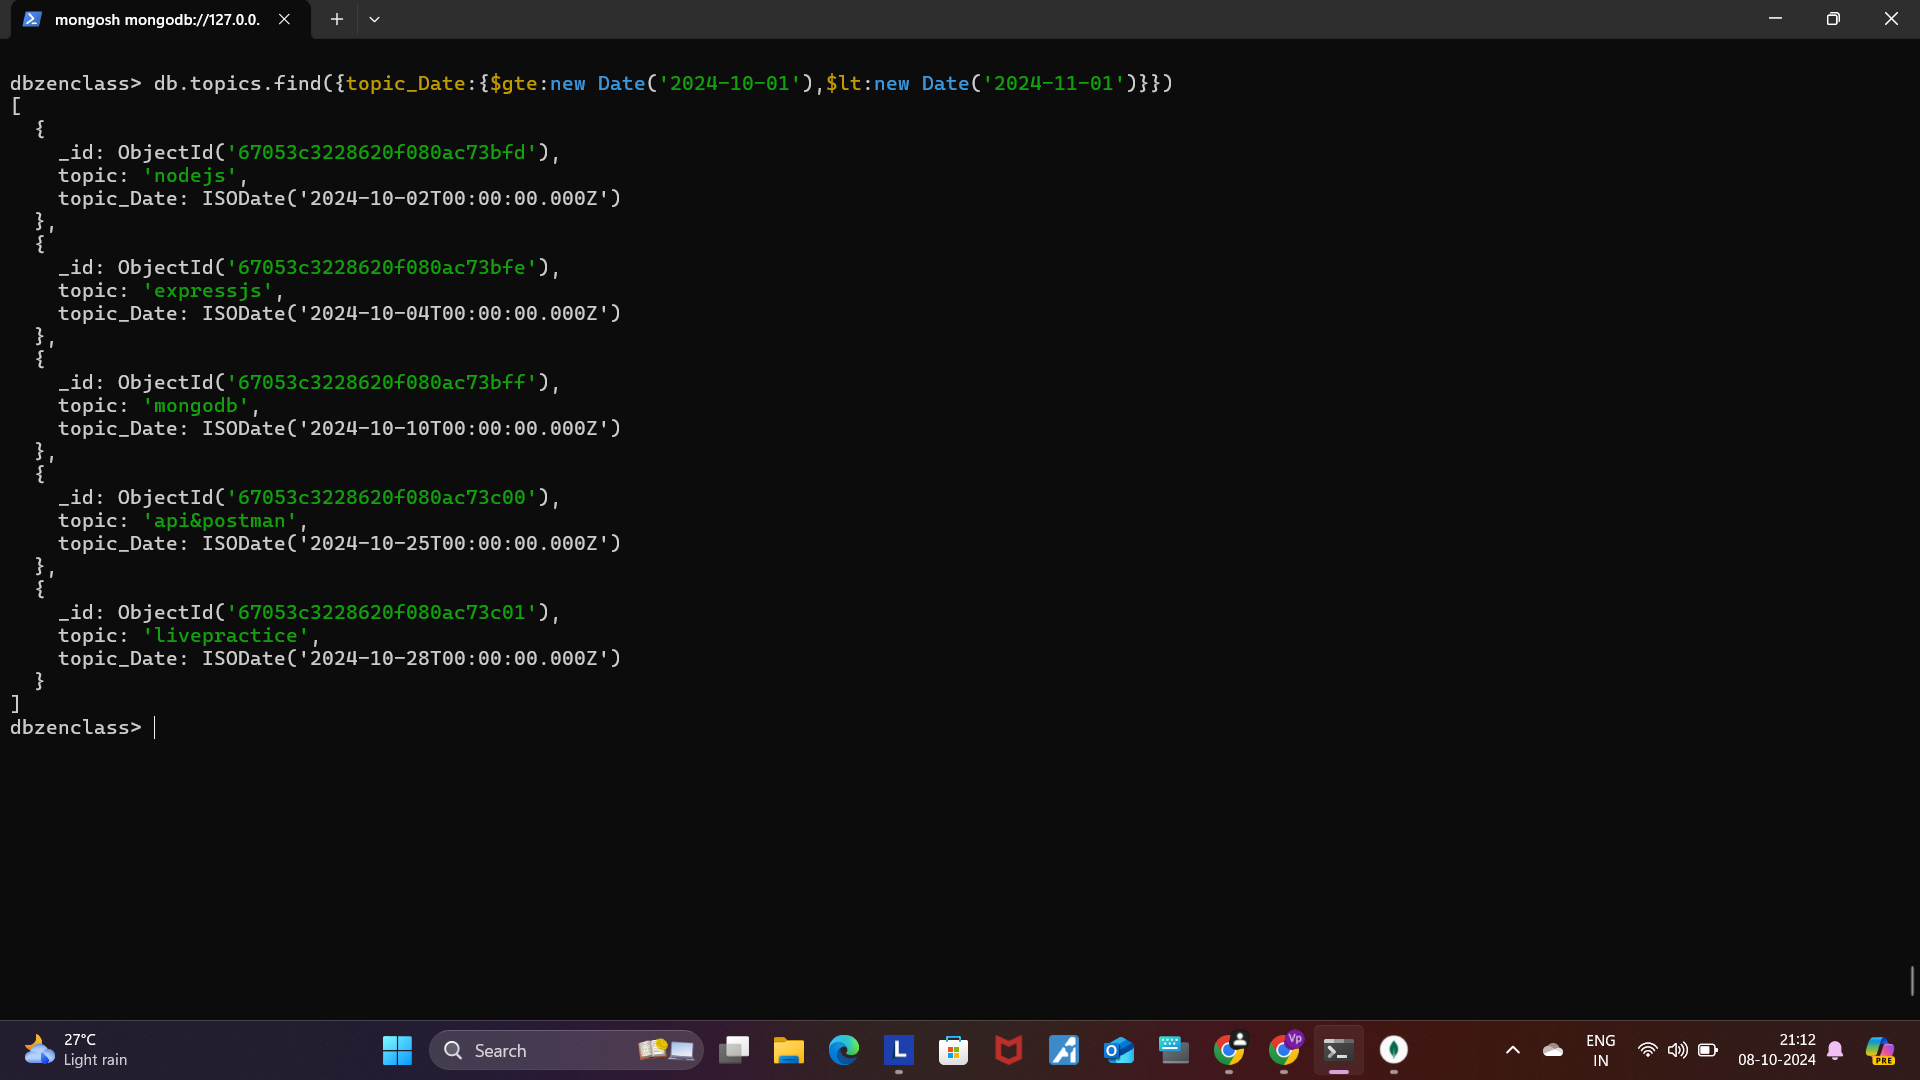 mongosh mongodb://127.0.0.
dbzenclass> db.topics.find({topic_Date:{$gte:new Date('2024-10-01'),$lt:new Date('2024-11-01')}})
[
  {
    _id: ObjectId('67053c3228620f080ac73bfd'),
    topic: 'nodejs',
    topic_Date: ISODate('2024-10-02T00:00:00.000Z')
  },
  {
    _id: ObjectId('67053c3228620f080ac73bfe'),
    topic: 'expressjs',
    topic_Date: ISODate('2024-10-04T00:00:00.000Z')
  },
  {
    _id: ObjectId('67053c3228620f080ac73bff'),
    topic: 'mongodb',
    topic_Date: ISODate('2024-10-10T00:00:00.000Z')
  },
  {
    _id: ObjectId('67053c3228620f080ac73c00'),
    topic: 'api&postman',
    topic_Date: ISODate('2024-10-25T00:00:00.000Z')
  },
  {
    _id: ObjectId('67053c3228620f080ac73c01'),
    topic: 'livepractice',
    topic_Date: ISODate('2024-10-28T00:00:00.000Z')
  }
]
dbzenclass>
27°C
Light rain
Search
L
Vp
ENG
IN
21:12
08-10-2024
PRE